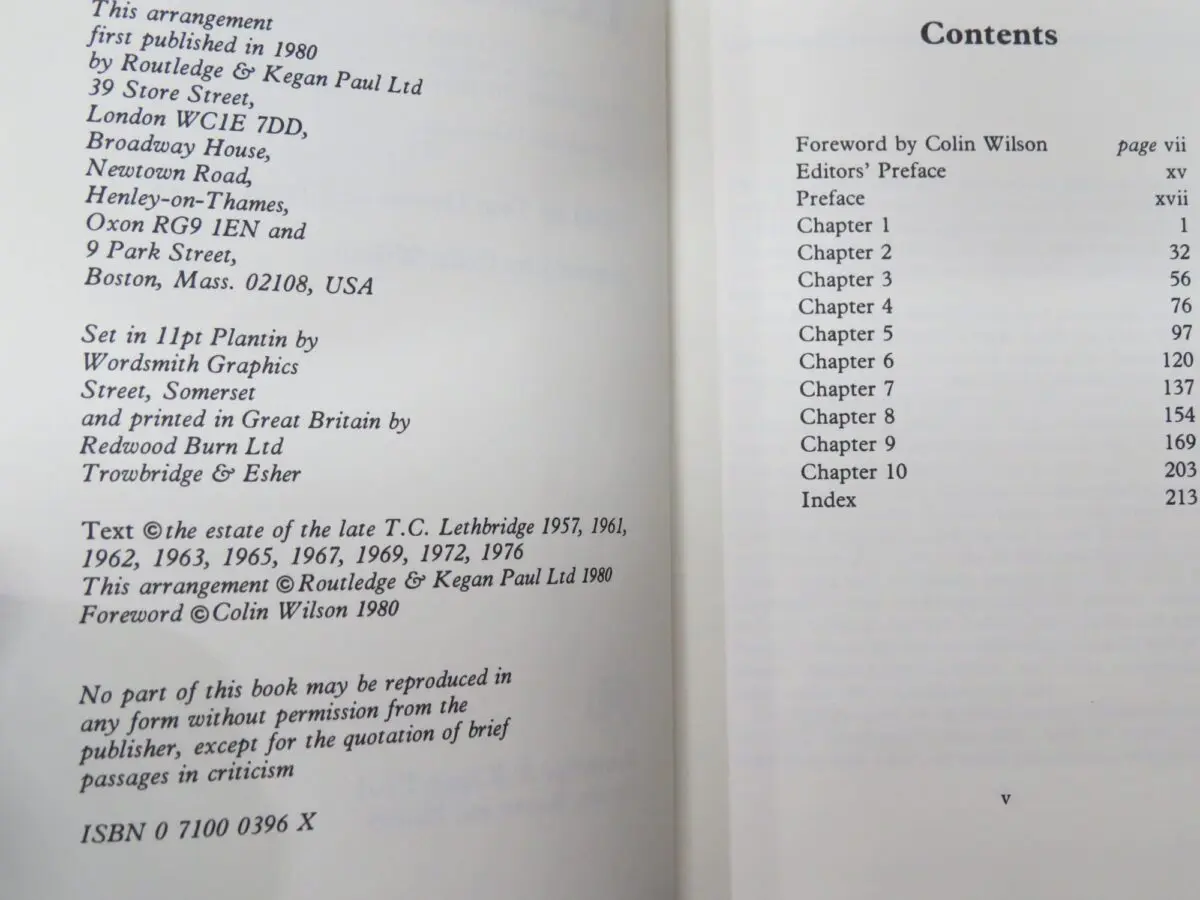 This arrangement
first published in 1980
by Routledge & Kegan Paul Ltd
39 Store Street,
London WC1E 7DD,
Broadway House,
Newtown Road,
Henley-on-Thames,
Oxon RG9 1EN and
9 Park Street,
Boston, Mass. 02108, USA
Set in 11pt Plantin by
Wordsmith Graphics
Street, Somerset
and printed in Great Britain by
Redwood Burn Ltd
Trowbridge & Esher
Text © the estate of the late T.C. Lethbridge 1957, 1961,
1962, 1963, 1965, 1967, 1969, 1972, 1976
This arrangement © Routledge & Kegan Paul Ltd 1980
Foreword © Colin Wilson 1980
No part of this book may be reproduced in
any form without permission from the
publisher, except for the quotation of brief
passages in criticism
ISBN 0 7100 0396 X
Contents
Foreword by Colin Wilson page vii
Editors' Preface xv
Preface xvii
Chapter 1 1
Chapter 2 32
Chapter 3 56
Chapter 4 76
Chapter 5 97
Chapter 6 120
Chapter 7 137
Chapter 8 154
Chapter 9 169
Chapter 10 203
Index 213
v